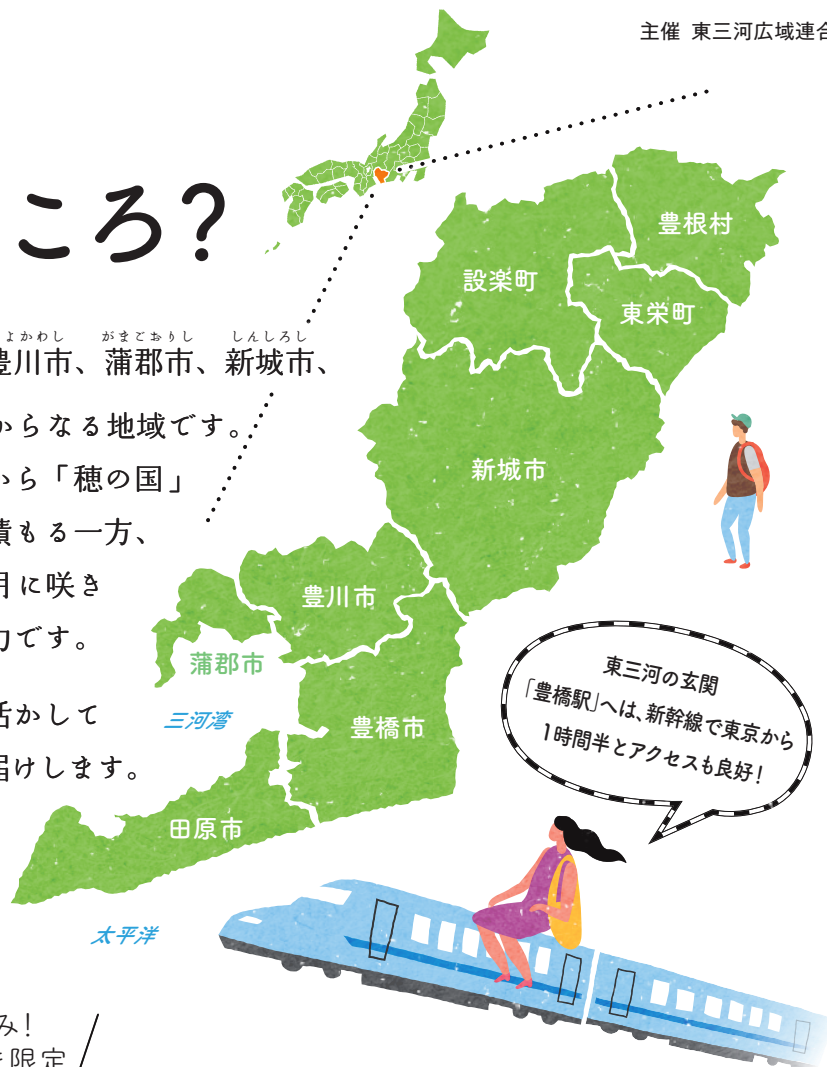 主催 東三河広域連合
ころ?
よかわし がまごおりし しんしろし
豊川市、蒲郡市、新城市、
からなる地域です。
から「穂の国」
積もる一方、
月に咲き
力です。
活かして
届けします。
豊根村
設楽町
東栄町
新城市
豊川市
蒲郡市
三河湾
豊橋市
田原市
太平洋
東三河の玄関
「豊橋駅」へは、新幹線で東京から
1時間半とアクセスも良好!
み!
限定